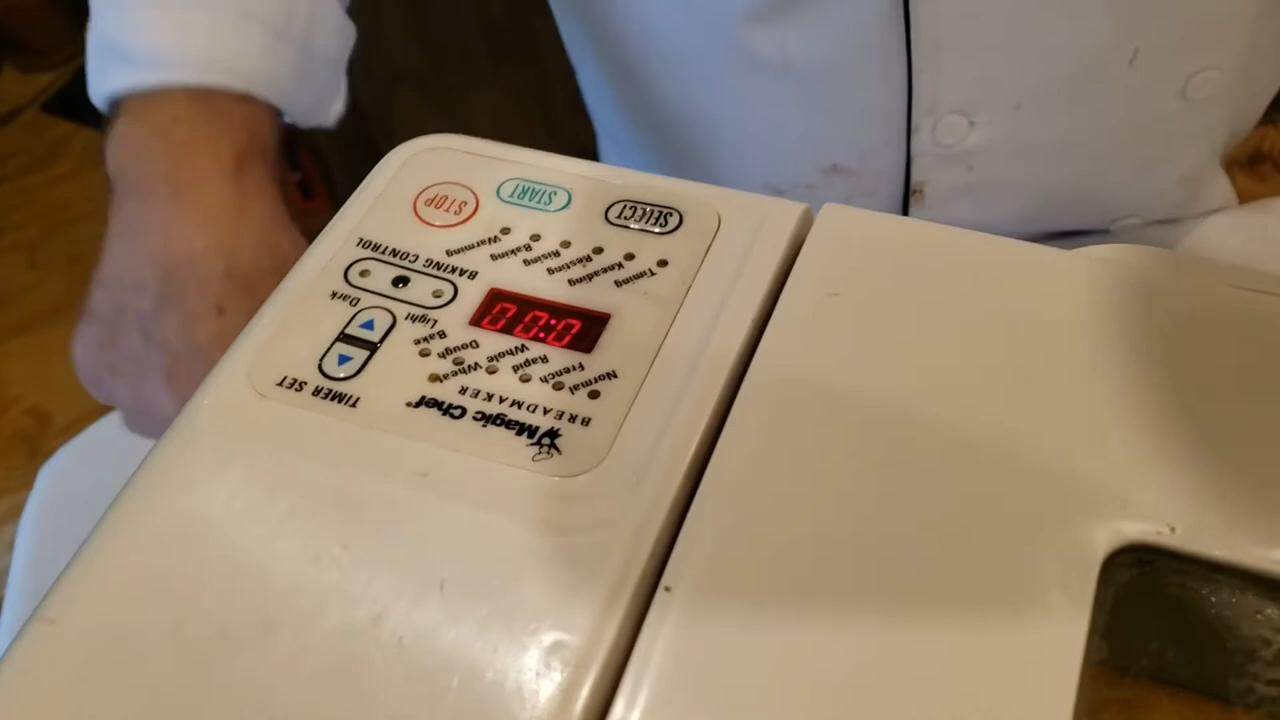 Magic Chef®
BREADMAKER
Normal
French
Rapid
Whole Wheat
Dough
Bake
0:00
Timing
Kneading
Resting
Rising
Baking
Warming
SELECT
START
STOP
TIMER SET
Light
Dark
BAKING CONTROL